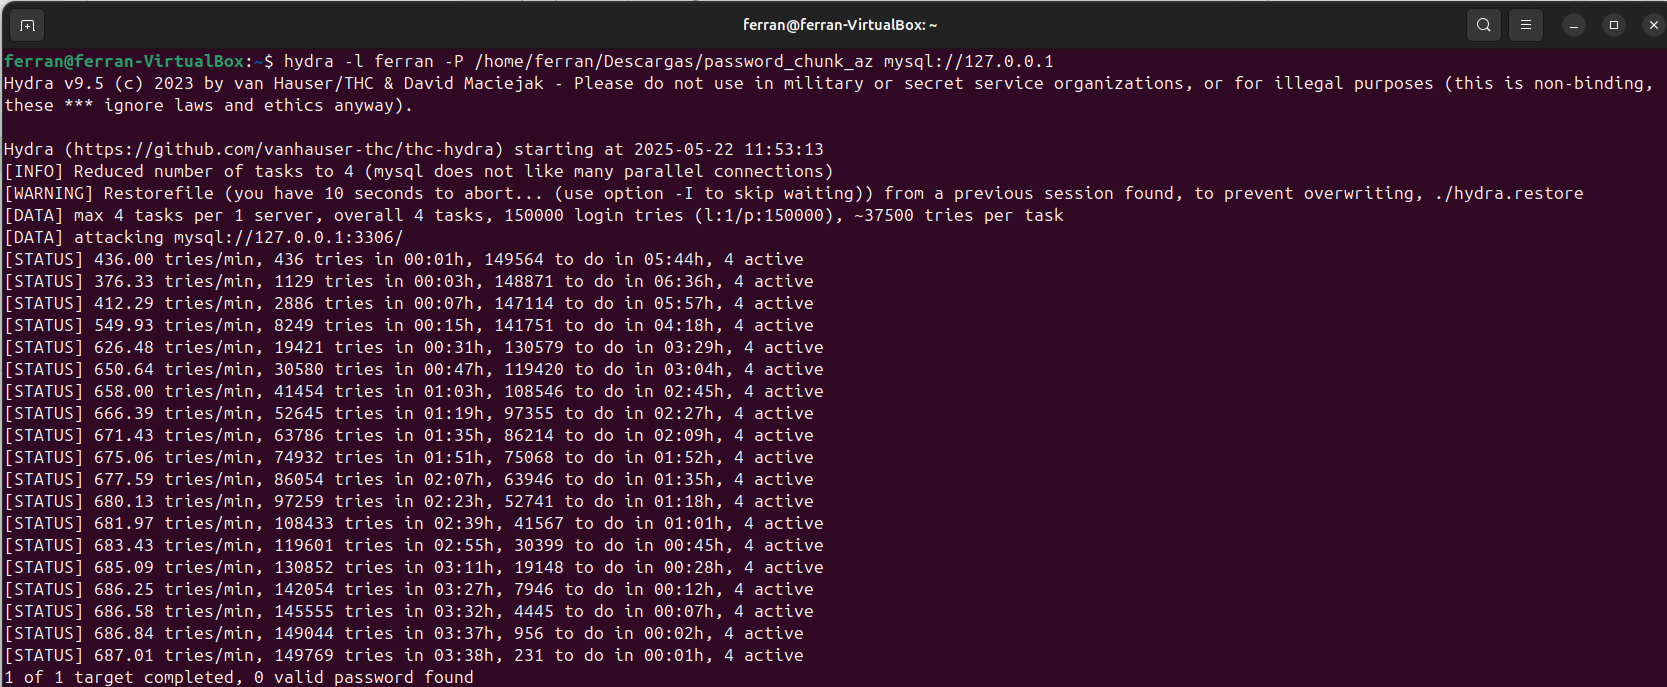 ferran@ferran-VirtualBox: ~
ferran@ferran-VirtualBox:~$ hydra -l ferran -P /home/ferran/Descargas/password_chunk_az mysql://127.0.0.1
Hydra v9.5 (c) 2023 by van Hauser/THC & David Maciejak - Please do not use in military or secret service organizations, or for illegal purposes (this is non-binding,
these *** ignore laws and ethics anyway).
Hydra (https://github.com/vanhauser-thc/thc-hydra) starting at 2025-05-22 11:53:13
[INFO] Reduced number of tasks to 4 (mysql does not like many parallel connections)
[WARNING] Restorefile (you have 10 seconds to abort... (use option -I to skip waiting)) from a previous session found, to prevent overwriting, ./hydra.restore
[DATA] max 4 tasks per 1 server, overall 4 tasks, 150000 login tries (l:1/p:150000), ~37500 tries per task
[DATA] attacking mysql://127.0.0.1:3306/
[STATUS] 436.00 tries/min, 436 tries in 00:01h, 149564 to do in 05:44h, 4 active
[STATUS] 376.33 tries/min, 1129 tries in 00:03h, 148871 to do in 06:36h, 4 active
[STATUS] 412.29 tries/min, 2886 tries in 00:07h, 147114 to do in 05:57h, 4 active
[STATUS] 549.93 tries/min, 8249 tries in 00:15h, 141751 to do in 04:18h, 4 active
[STATUS] 626.48 tries/min, 19421 tries in 00:31h, 130579 to do in 03:29h, 4 active
[STATUS] 650.64 tries/min, 30580 tries in 00:47h, 119420 to do in 03:04h, 4 active
[STATUS] 658.00 tries/min, 41454 tries in 01:03h, 108546 to do in 02:45h, 4 active
[STATUS] 666.39 tries/min, 52645 tries in 01:19h, 97355 to do in 02:27h, 4 active
[STATUS] 671.43 tries/min, 63786 tries in 01:35h, 86214 to do in 02:09h, 4 active
[STATUS] 675.06 tries/min, 74932 tries in 01:51h, 75068 to do in 01:52h, 4 active
[STATUS] 677.59 tries/min, 86054 tries in 02:07h, 63946 to do in 01:35h, 4 active
[STATUS] 680.13 tries/min, 97259 tries in 02:23h, 52741 to do in 01:18h, 4 active
[STATUS] 681.97 tries/min, 108433 tries in 02:39h, 41567 to do in 01:01h, 4 active
[STATUS] 683.43 tries/min, 119601 tries in 02:55h, 30399 to do in 00:45h, 4 active
[STATUS] 685.09 tries/min, 130852 tries in 03:11h, 19148 to do in 00:28h, 4 active
[STATUS] 686.25 tries/min, 142054 tries in 03:27h, 7946 to do in 00:12h, 4 active
[STATUS] 686.58 tries/min, 145555 tries in 03:32h, 4445 to do in 00:07h, 4 active
[STATUS] 686.84 tries/min, 149044 tries in 03:37h, 956 to do in 00:02h, 4 active
[STATUS] 687.01 tries/min, 149769 tries in 03:38h, 231 to do in 00:01h, 4 active
1 of 1 target completed, 0 valid password found